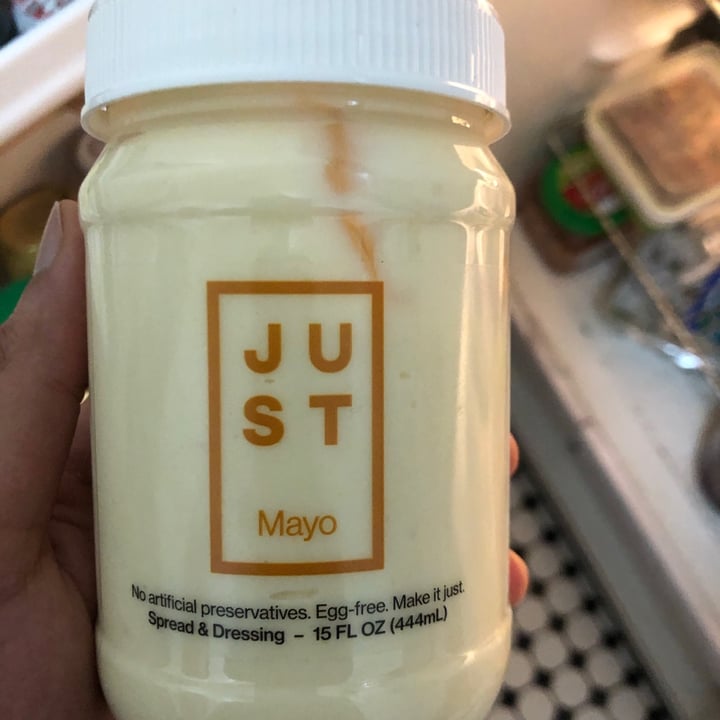 JU
ST
Mayo
No artificial preservatives. Egg-free. Make it just.
Spread & Dressing – 15 FL OZ (444mL)